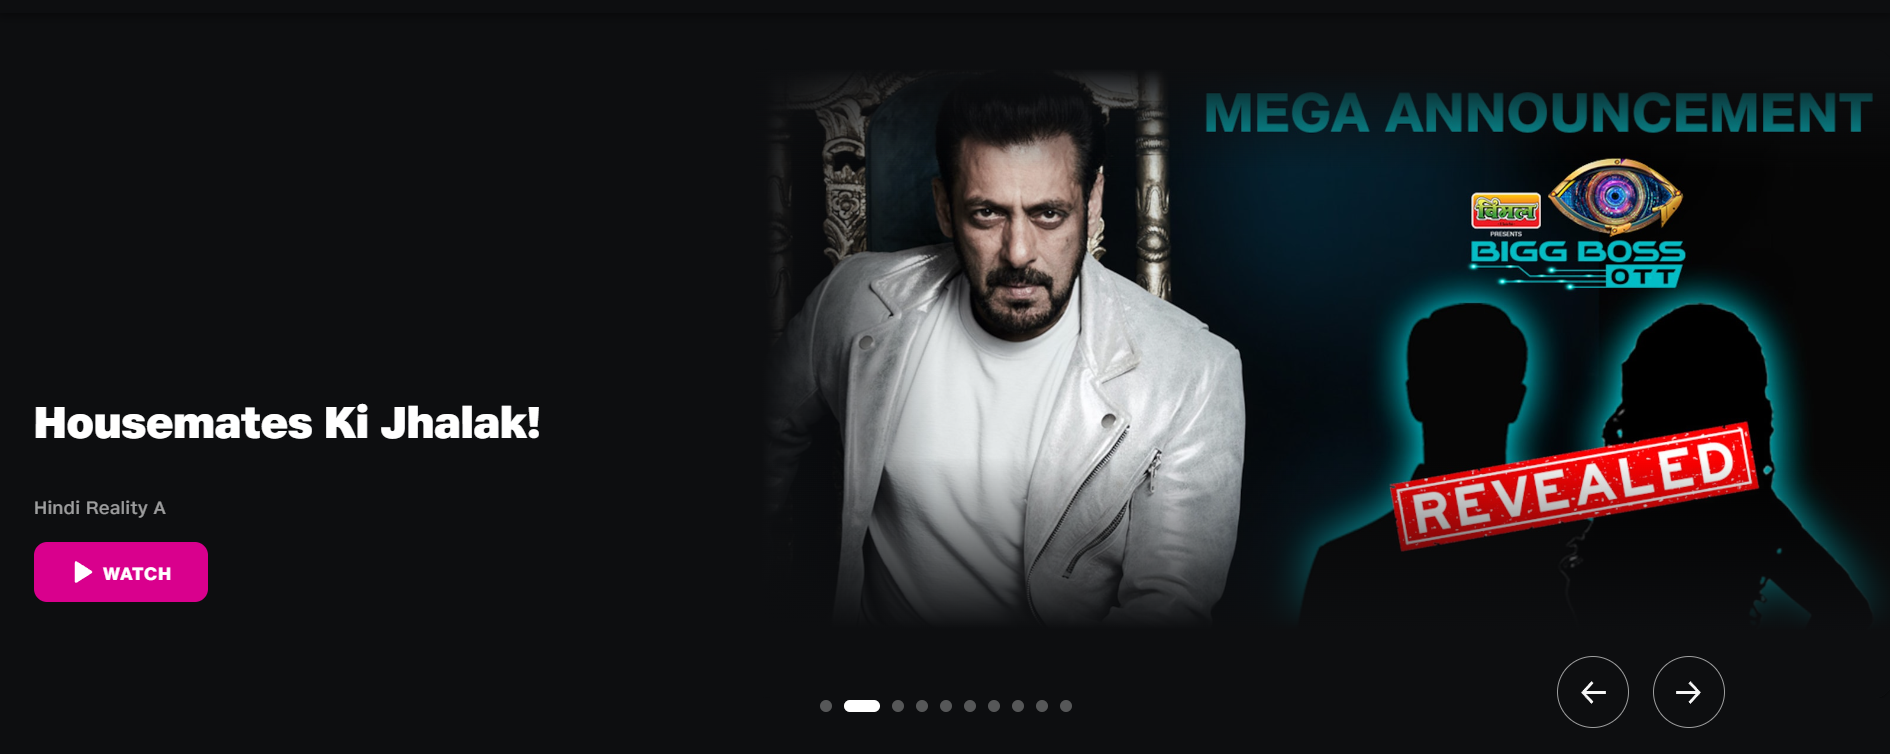 MEGA ANNOUNCEMENT
विमल
PRESENTS
BIGG BOSS
OTT
Housemates Ki Jhalak!
REVEALED
Hindi Reality A
WATCH